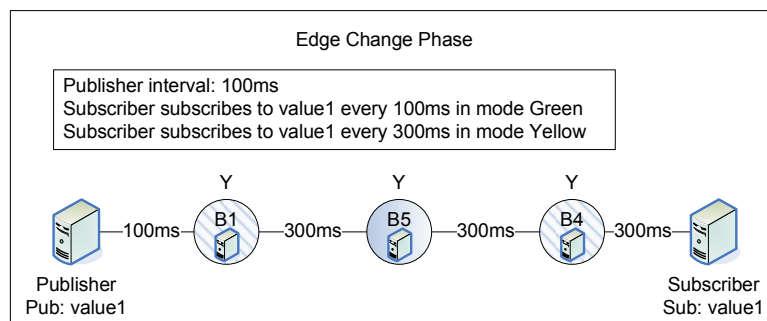 Edge Change Phase
Publisher interval: 100ms
Subscriber subscribes to value1 every 100ms in mode Green
Subscriber subscribes to value1 every 300ms in mode Yellow
Y
Y
Y
B1
B5
B4
100ms
300ms
300ms
300ms
Publisher
Pub: value1
Subscriber
Sub: value1